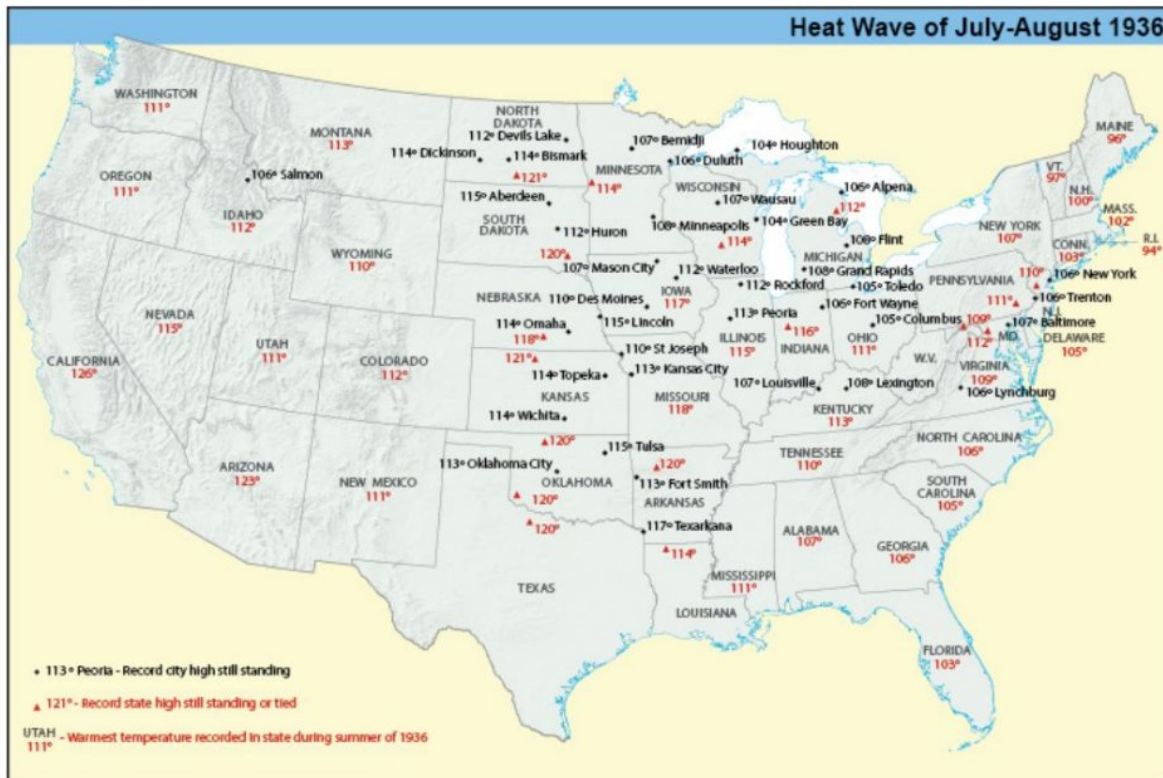 Heat Wave of July-August 1936
WASHINGTON
111°
MONTANA
113°
NORTH
DAKOTA
112° Devils Lake
114° Dickinson
114° Bismark
121°
107° Bemidji
MINNESOTA
114°
106° Duluth
104° Houghton
MAINE
96°
OREGON
111°
106° Salmon
IDAHO
112°
115° Aberdeen
SOUTH
DAKOTA
112° Huron
120°
WISCONSIN
107° Wausau
108° Minneapolis
104° Green Bay
114°
106° Alpena
112°
108° Flint
MICHIGAN
108° Grand Rapids
VT.
97°
N.H.
100°
MASS.
102°
NEW YORK
107°
CONN.
103°
R.I.
94°
WYOMING
110°
107° Mason City
112° Waterloo
IOWA
117°
110° Des Moines
112° Rockford
105° Toledo
106° Fort Wayne
PENNSYLVANIA
110°
106° New York
111°
106° Trenton
N.J.
NEVADA
115°
UTAH
111°
COLORADO
112°
NEBRASKA
114° Omaha
118°
115° Lincoln
113° Peoria
ILLINOIS
115°
116°
INDIANA
105° Columbus
OHIO
111°
109°
112°
MD.
107° Baltimore
DELAWARE
105°
CALIFORNIA
126°
121°
110° St Joseph
113° Kansas City
114° Topeka
KANSAS
114° Wichita
MISSOURI
118°
107° Louisville
108° Lexington
KENTUCKY
113°
W.V.
VIRGINIA
109°
106° Lynchburg
ARIZONA
123°
NEW MEXICO
111°
120°
115° Tulsa
113° Oklahoma City
OKLAHOMA
120°
120°
113° Fort Smith
ARKANSAS
TENNESSEE
110°
NORTH CAROLINA
106°
SOUTH
CAROLINA
105°
120°
117° Texarkana
114°
TEXAS
LOUISIANA
MISSISSIPPI
111°
ALABAMA
107°
GEORGIA
106°
FLORIDA
103°
113° Peoria - Record city high still standing
121° - Record state high still standing or tied
UTAH - Warmest temperature recorded in state during summer of 1936
111°